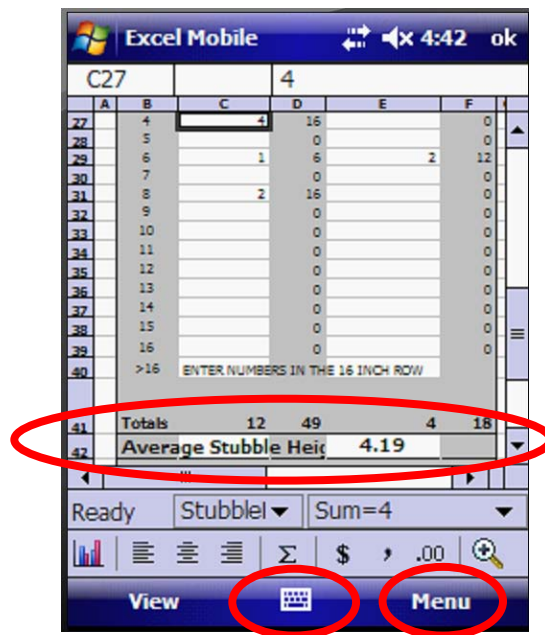 Excel Mobile 4:42 ok
C27 4
A B C D E F
27 4 4 16 0
28 5 0 0
29 6 1 6 2 12
30 7 0 0
31 8 2 16 0
32 9 0 0
33 10 0 0
34 11 0 0
35 12 0 0
36 13 0 0
37 14 0 0
38 15 0 0
39 16 0 0
40 >16 ENTER NUMBERS IN THE 16 INCH ROW
41 Totals 12 49 4 18
42 Average Stubble Heig 4.19
Ready Stubblel Sum=4
Σ $ , .00
View Menu